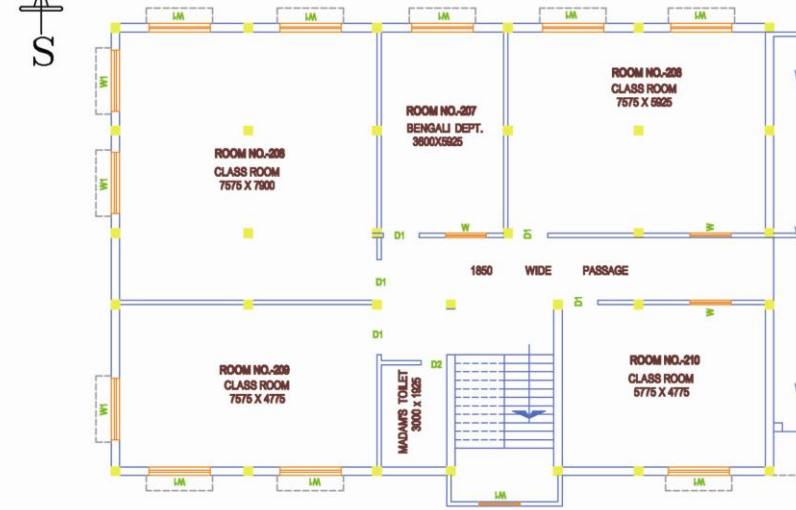 S
W1
W1
W1
W1
W1
W1
ROOM NO.-208
CLASS ROOM
7575 X 5925
W1
ROOM NO.-207
BENGALI DEPT.
3600X5925
ROOM NO.-208
CLASS ROOM
7575 X 7900
W1
D1
W
D1
W
1850 WIDE PASSAGE
D1
D1
W
D1
D2
ROOM NO.-209
CLASS ROOM
7575 X 4775
MADAM'S TOILET
3000 X 1925
ROOM NO.-210
CLASS ROOM
5775 X 4775
W1
W1
W1
W1
W1